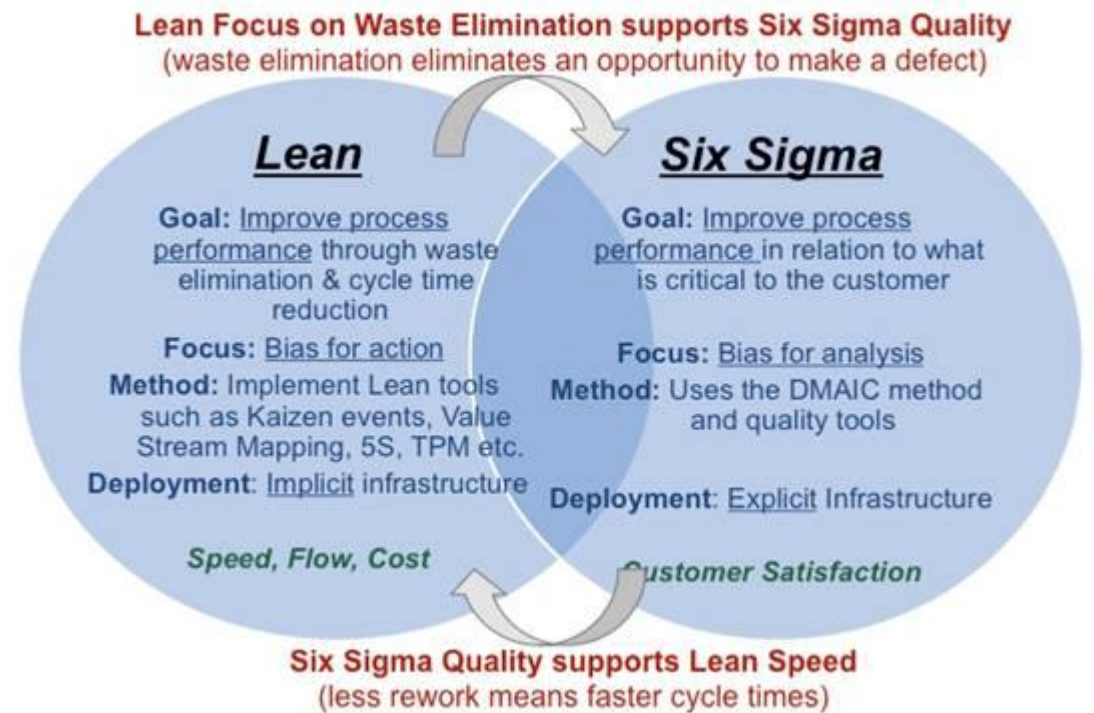 Lean Focus on Waste Elimination supports Six Sigma Quality
(waste elimination eliminates an opportunity to make a defect)
Lean
Goal: Improve process
performance through waste
elimination & cycle time
reduction
Focus: Bias for action
Method: Implement Lean tools
such as Kaizen events, Value
Stream Mapping, 5S, TPM etc.
Deployment: Implicit infrastructure
Speed, Flow, Cost
Six Sigma
Goal: Improve process
performance in relation to what
is critical to the customer
Focus: Bias for analysis
Method: Uses the DMAIC method
and quality tools
Deployment: Explicit Infrastructure
Customer Satisfaction
Six Sigma Quality supports Lean Speed
(less rework means faster cycle times)